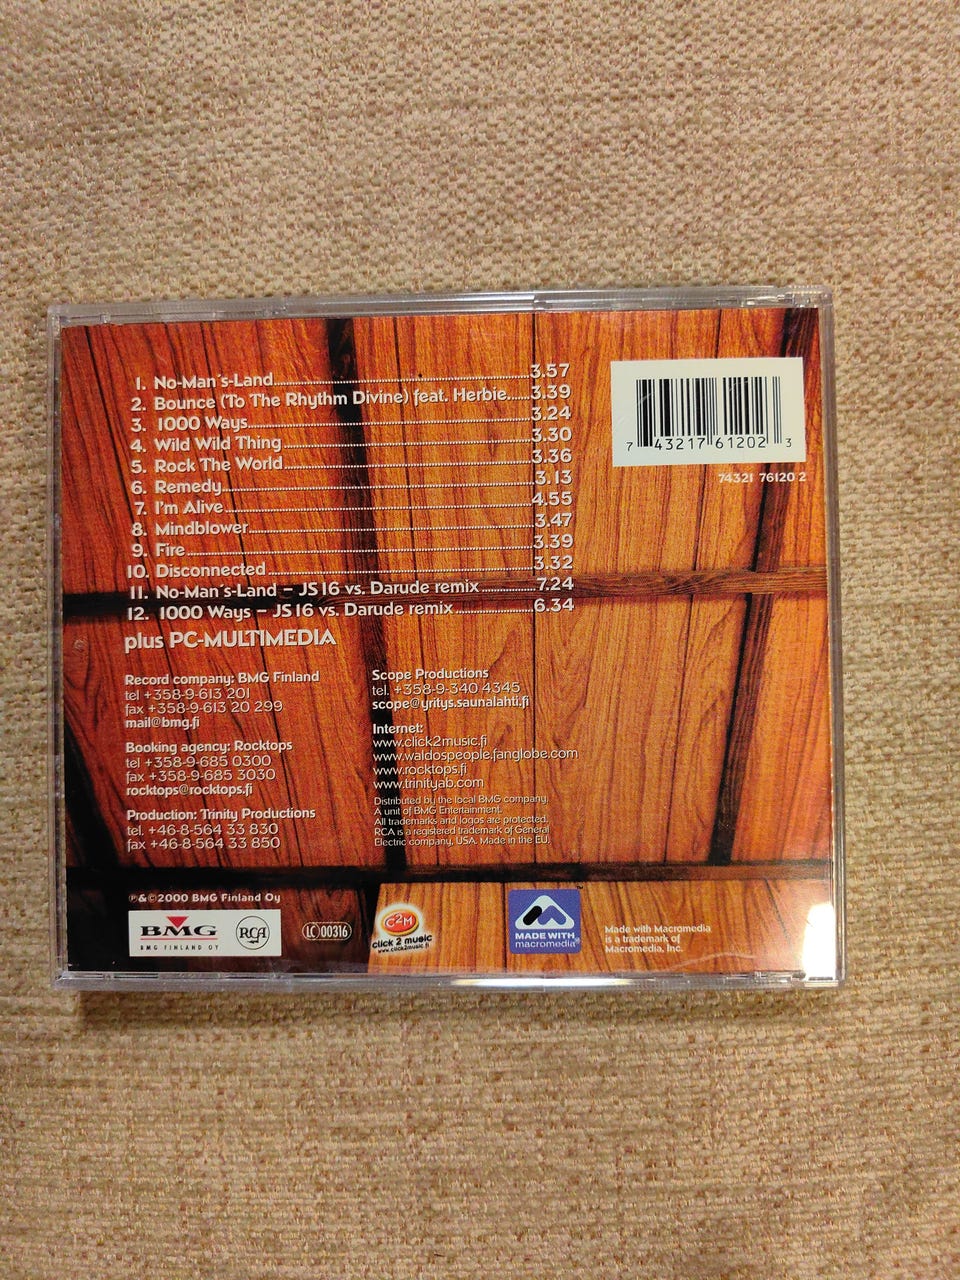 1. No-Man´s-Land 3.57
2. Bounce (To The Rhythm Divine) feat. Herbie 3.39
3. 1000 Ways 3.24
4. Wild Wild Thing 3.30
5. Rock The World 3.36
6. Remedy 3.13
7. I'm Alive 4.55
8. Mindblower 3.47
9. Fire 3.39
10. Disconnected 3.32
11. No-Man´s-Land – JS16 vs. Darude remix 7.24
12. 1000 Ways – JS16 vs. Darude remix 6.34
plus PC-MULTIMEDIA
7 43217 61202 3
74321 76120 2
Record company: BMG Finland
tel +358-9-613 201
fax +358-9-613 20 299
mail@bmg.fi
Booking agency: Rocktops
tel +358-9-685 0300
fax +358-9-685 3030
rocktops@rocktops.fi
Production: Trinity Productions
tel. +46-8-564 33 830
fax +46-8-564 33 850
Scope Productions
tel. +358-9-340 4345
scope@yritys.saunalahti.fi
Internet:
www.click2music.fi
www.waldospeople.fanglobe.com
www.rocktops.fi
www.trinityab.com
Distributed by the local BMG company.
A unit of BMG Entertainment.
All trademarks and logos are protected.
RCA is a registered trademark of General
Electric company, USA. Made in the EU.
℗&©2000 BMG Finland Oy
BMG
BMG FINLAND OY
RCA
LC 00316
C2M
click 2 music
www.click2music.fi
MADE WITH
macromedia®
™
Made with Macromedia
is a trademark of
Macromedia, Inc.